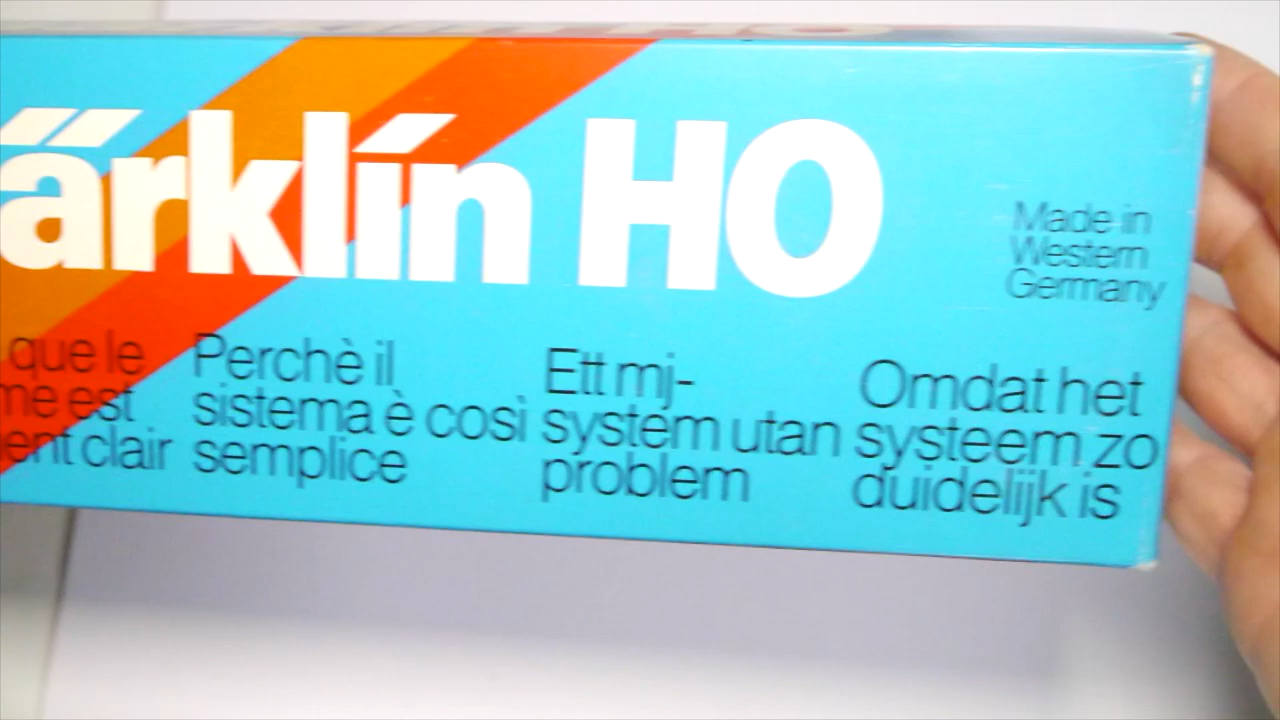 ärklín HO
Made in
Western
Germany
que le
me est
ent clair
Perchè il
sistema è così
semplice
Ett mj-
system utan
problem
Omdat het
systeem zo
duidelijk is